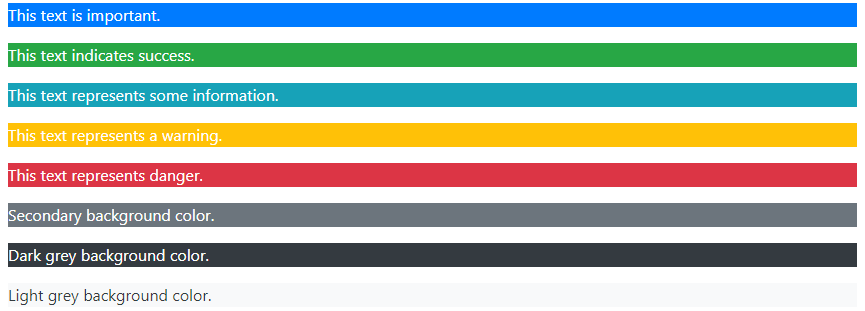 This text is important.
This text indicates success.
This text represents some information.
This text represents a warning.
This text represents danger.
Secondary background color.
Dark grey background color.
Light grey background color.